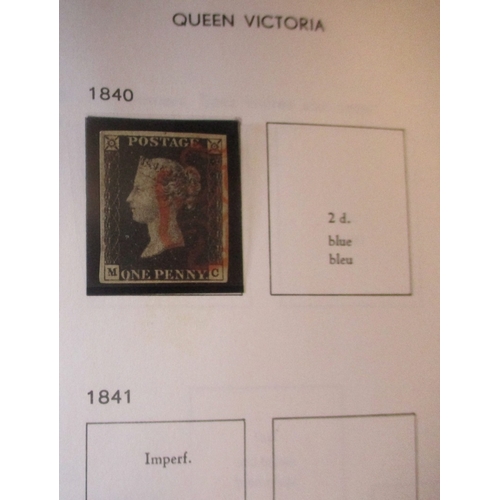 QUEEN VICTORIA
1840
POSTAGE
M ONE PENNY C
2 d.
blue
bleu
1841
Imperf.